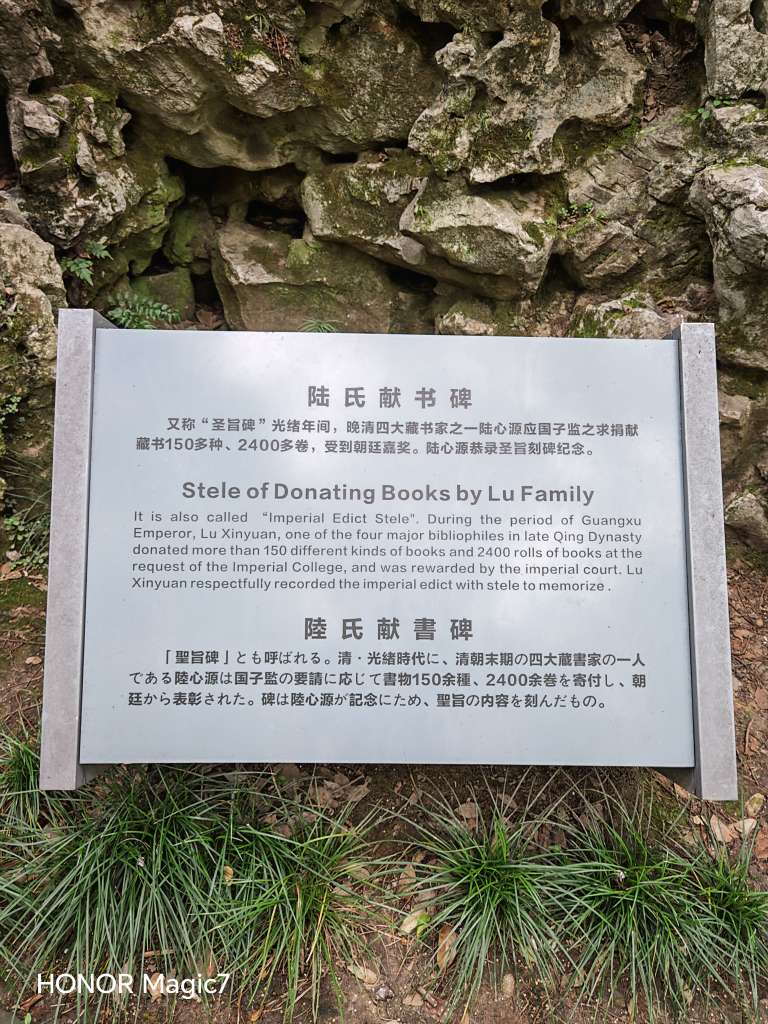 陆氏献书碑
又称“圣旨碑”光绪年间，晚清四大藏书家之一陆心源应国子监之求捐献
藏书150多种、2400多卷，受到朝廷嘉奖。陆心源恭录圣旨刻碑纪念。
Stele of Donating Books by Lu Family
It is also called “Imperial Edict Stele". During the period of Guangxu
Emperor, Lu Xinyuan, one of the four major bibliophiles in late Qing Dynasty
donated more than 150 different kinds of books and 2400 rolls of books at the
request of the Imperial College, and was rewarded by the imperial court. Lu
Xinyuan respectfully recorded the imperial edict with stele to memorize .
陸氏献書碑
「聖旨碑」とも呼ばれる。清・光緒時代に、清朝末期の四大蔵書家の一人
である陸心源は国子監の要請に応じて書物150余種、2400余巻を寄付し、朝
廷から表彰された。碑は陸心源が記念にため、聖旨の内容を刻んだもの。
HONOR Magic7